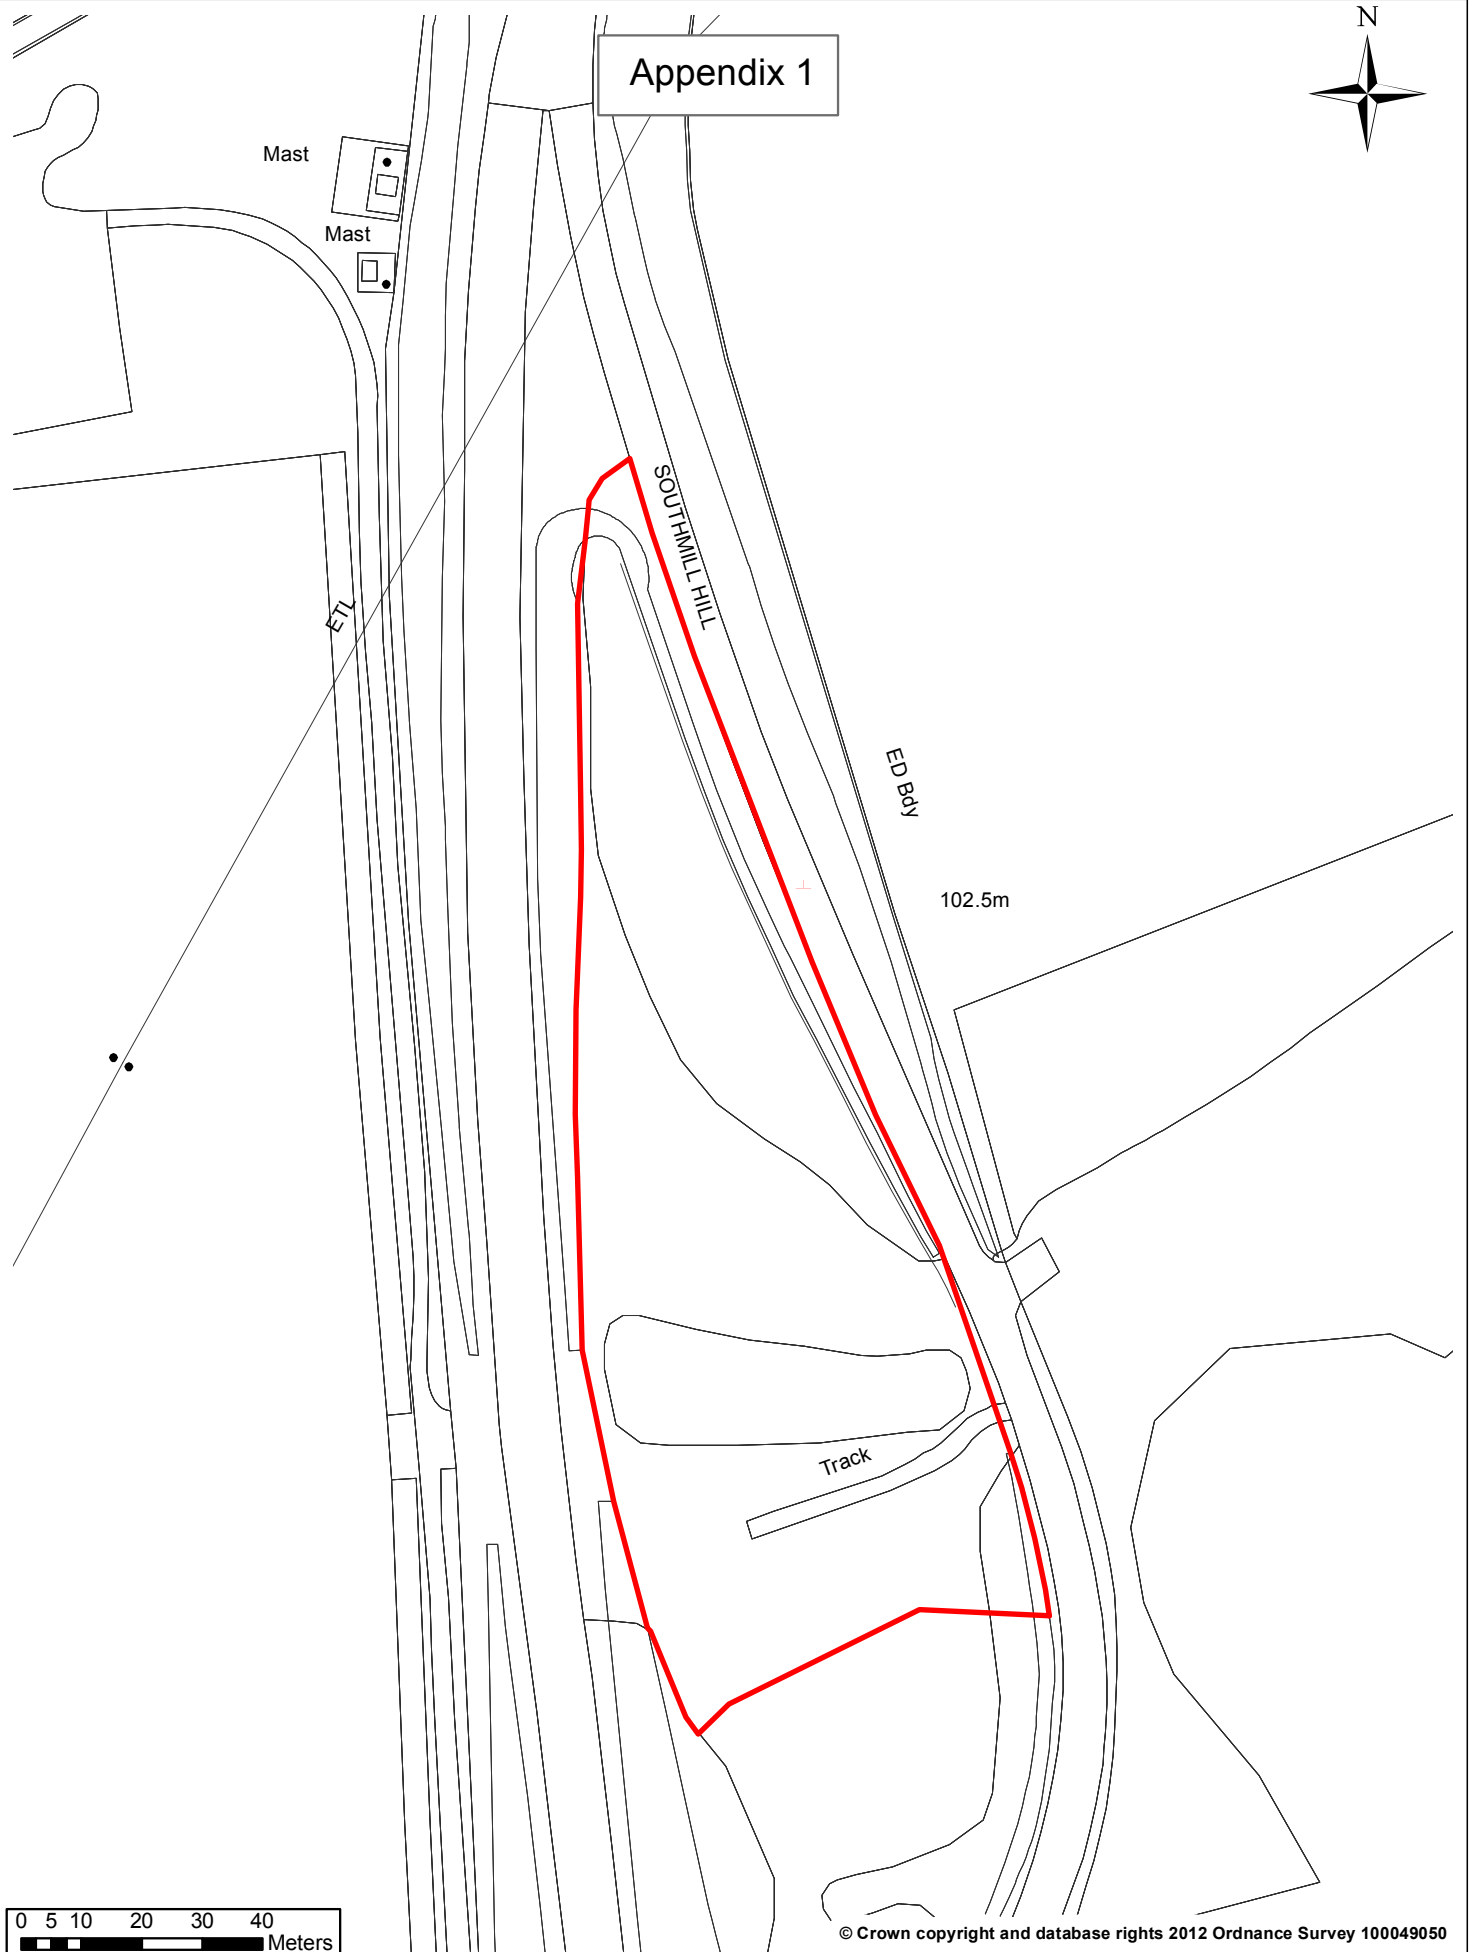 N
Appendix 1
Mast
Mast
SOUTHMILL HILL
ETL
ED Bdy
102.5m
Track
0 5 10 20 30 40
Meters
© Crown copyright and database rights 2012 Ordnance Survey 100049050